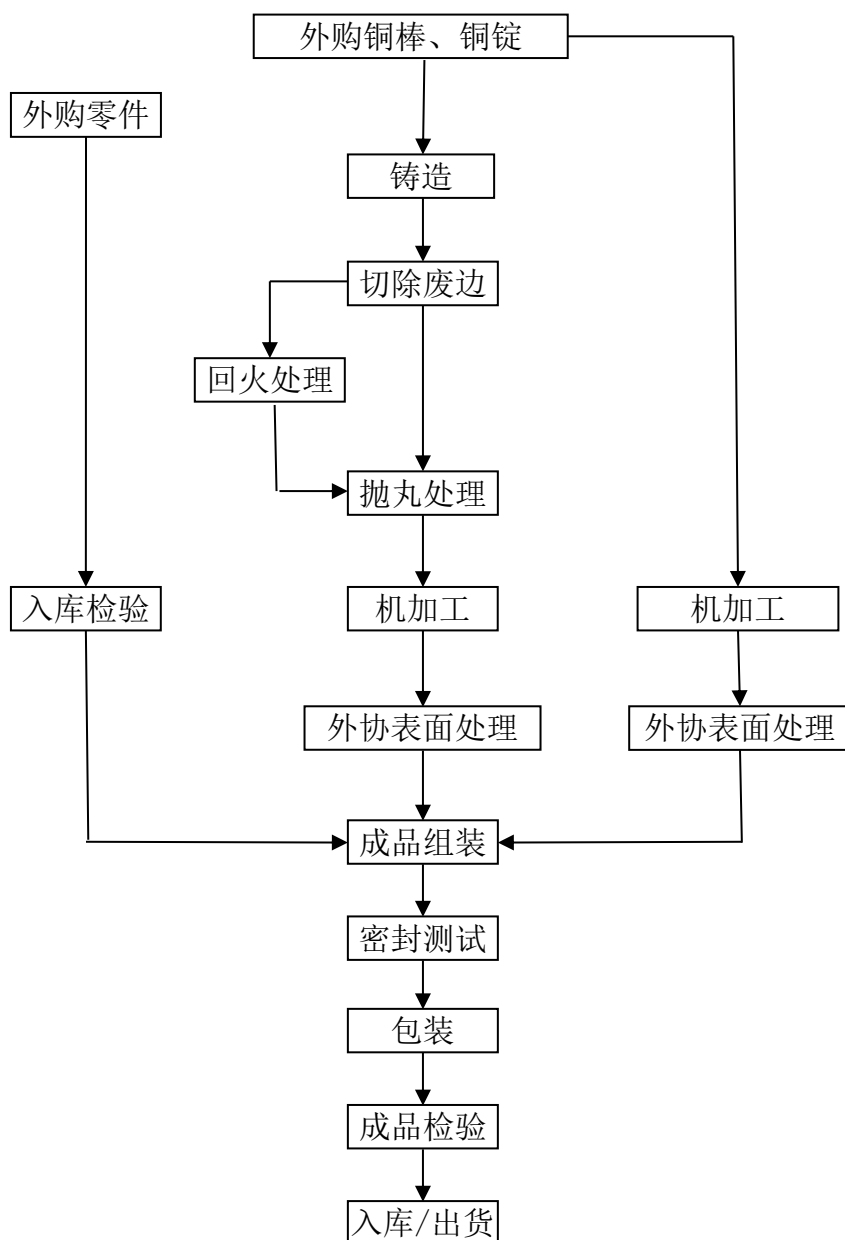 外购铜棒、铜锭
外购零件
铸造
切除废边
回火处理
抛丸处理
入库检验
机加工
机加工
外协表面处理
外协表面处理
成品组装
密封测试
包装
成品检验
入库/出货